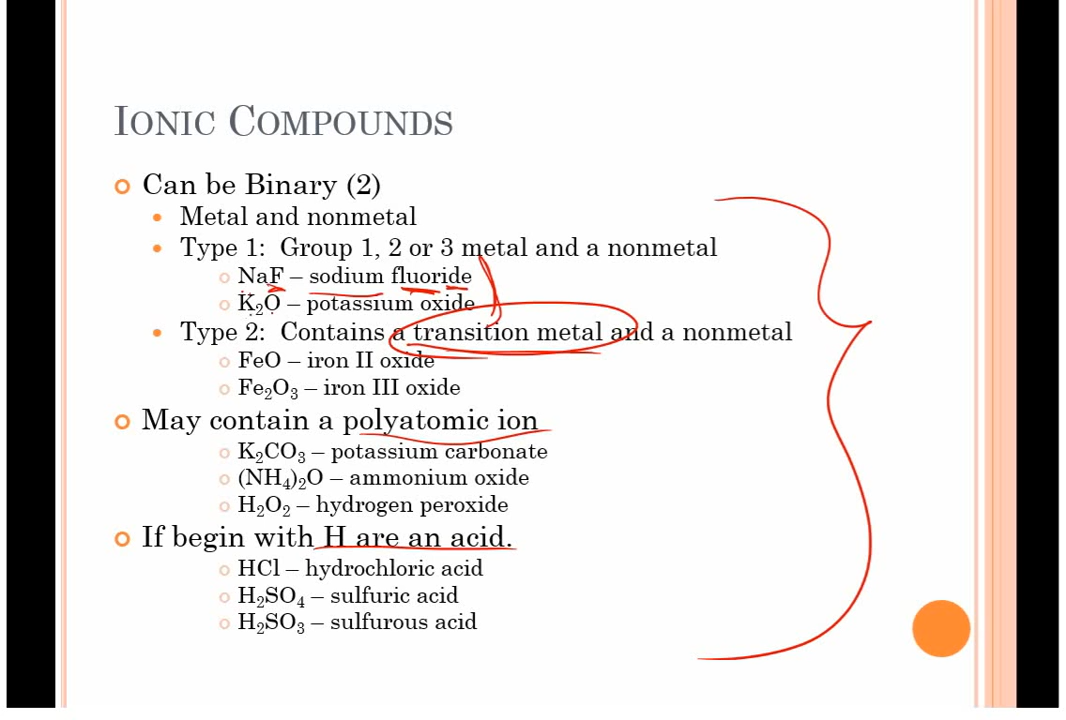 IONIC COMPOUNDS
Can be Binary (2)
Metal and nonmetal
Type 1: Group 1, 2 or 3 metal and a nonmetal
NaF – sodium fluoride
K₂O – potassium oxide
Type 2: Contains a transition metal and a nonmetal
FeO – iron II oxide
Fe₂O₃ – iron III oxide
May contain a polyatomic ion
K₂CO₃ – potassium carbonate
(NH₄)₂O – ammonium oxide
H₂O₂ – hydrogen peroxide
If begin with H are an acid.
HCl – hydrochloric acid
H₂SO₄ – sulfuric acid
H₂SO₃ – sulfurous acid